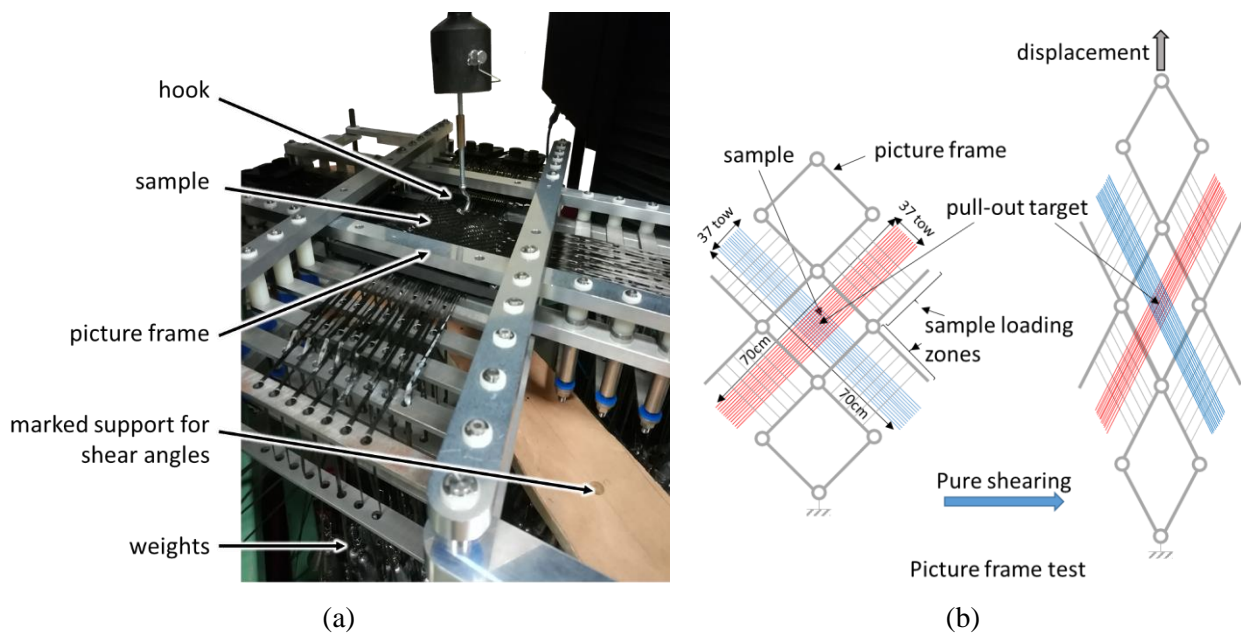 hook
sample
picture frame
marked support for
shear angles
weights
(a)
displacement
sample
picture frame
pull-out target
37 tow
37 tow
sample loading
zones
70cm
70cm
Pure shearing
Picture frame test
(b)